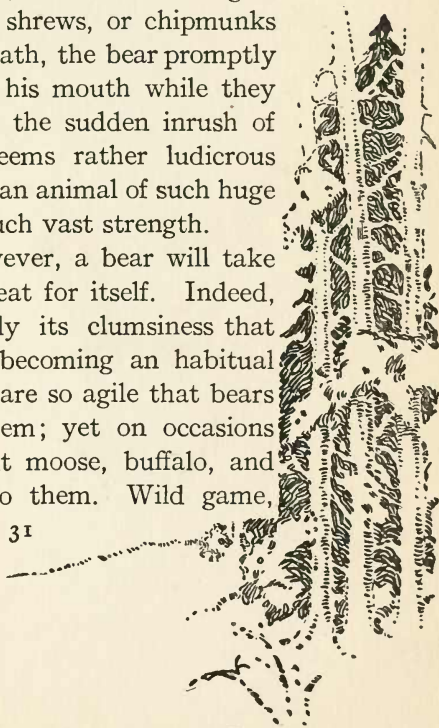 shrews, or chipmunks
ath, the bear promptly
his mouth while they
the sudden inrush of
eems rather ludicrous
an animal of such huge
uch vast strength.
vever, a bear will take
eat for itself. Indeed,
ly its clumsiness that
becoming an habitual
are so agile that bears
em; yet on occasions
t moose, buffalo, and
o them. Wild game,
31